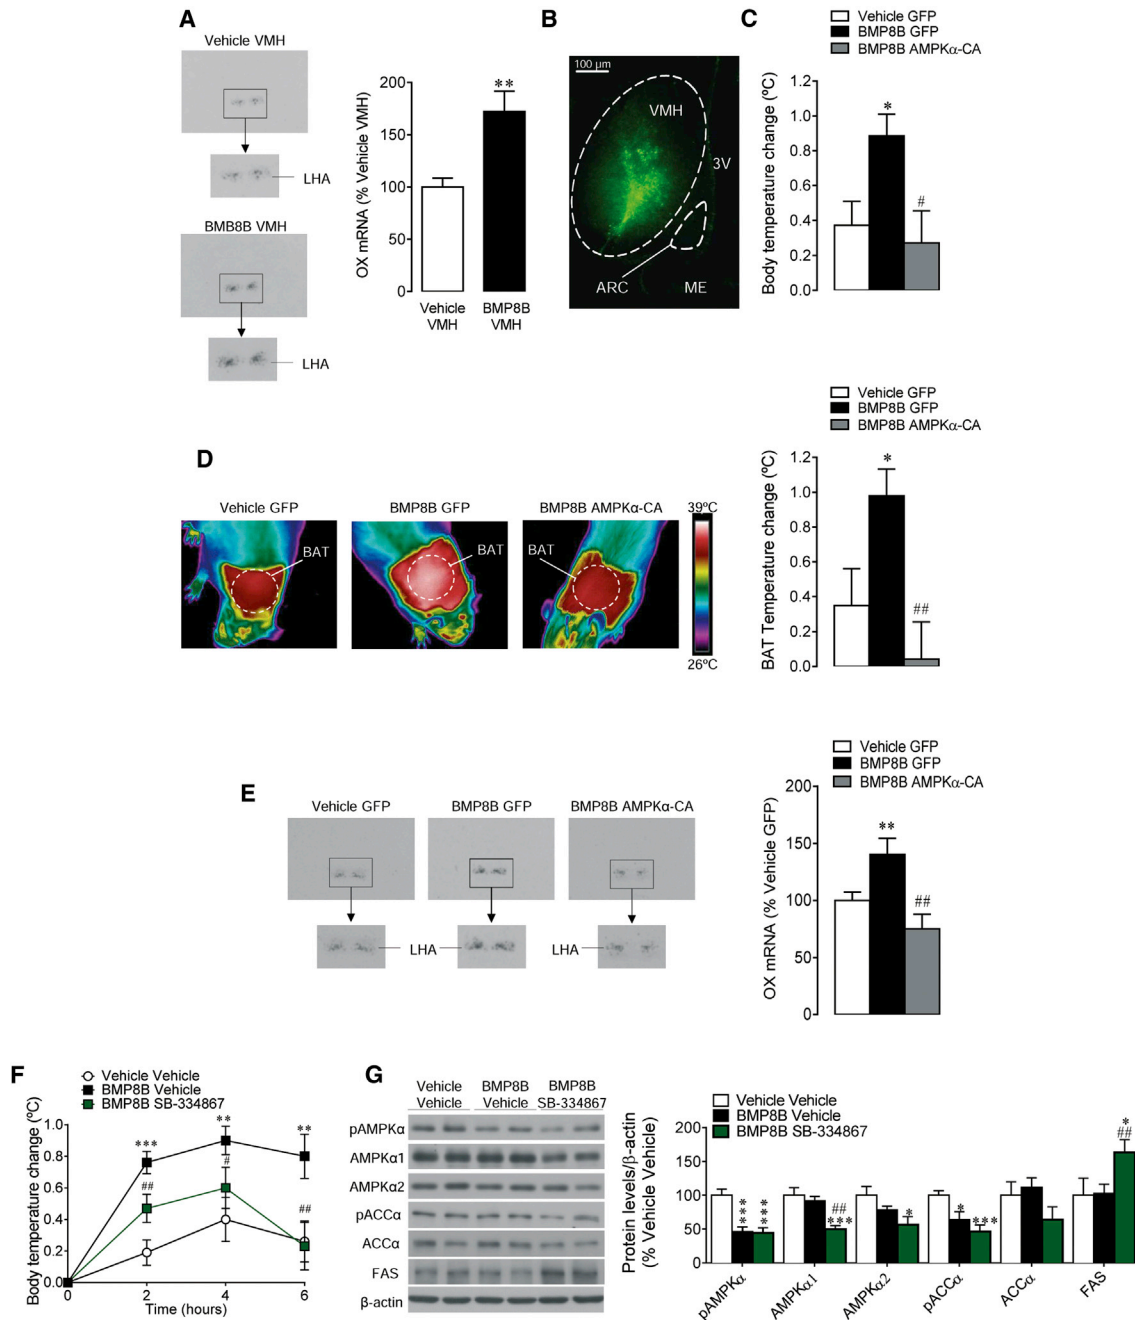 A
Vehicle VMH
LHA
BMB8B VMH
LHA
OX mRNA (% Vehicle VMH)
200
150
100
50
0
**
Vehicle
VMH
BMP8B
VMH
B
100 µm
VMH
3V
ARC
ME
C
Vehicle GFP
BMP8B GFP
BMP8B AMPKα-CA
Body temperature change (ºC)
1.2
1.0
0.8
0.6
0.4
0.2
0.0
*
#
D
Vehicle GFP
BMP8B GFP
BMP8B AMPKα-CA
BAT
BAT
BAT
39ºC
26ºC
Vehicle GFP
BMP8B GFP
BMP8B AMPKα-CA
BAT Temperature change (ºC)
1.2
1.0
0.8
0.6
0.4
0.2
0.0
*
##
E
Vehicle GFP
BMP8B GFP
BMP8B AMPKα-CA
LHA
LHA
Vehicle GFP
BMP8B GFP
BMP8B AMPKα-CA
OX mRNA (% Vehicle GFP)
200
150
100
50
0
**
##
F
Vehicle Vehicle
BMP8B Vehicle
BMP8B SB-334867
Body temperature change (ºC)
1.0
0.8
0.6
0.4
0.2
0.0
***
**
**
##
#
##
0
2
4
6
Time (hours)
G
Vehicle
Vehicle
BMP8B
Vehicle
BMP8B
SB-334867
pAMPKα
AMPKα1
AMPKα2
pACCα
ACCα
FAS
β-actin
Vehicle Vehicle
BMP8B Vehicle
BMP8B SB-334867
Protein levels/β-actin
(% Vehicle Vehicle)
200
150
100
50
0
***
***
##
***
*
*
***
*
##
pAMPKα
AMPKα1
AMPKα2
pACCα
ACCα
FAS